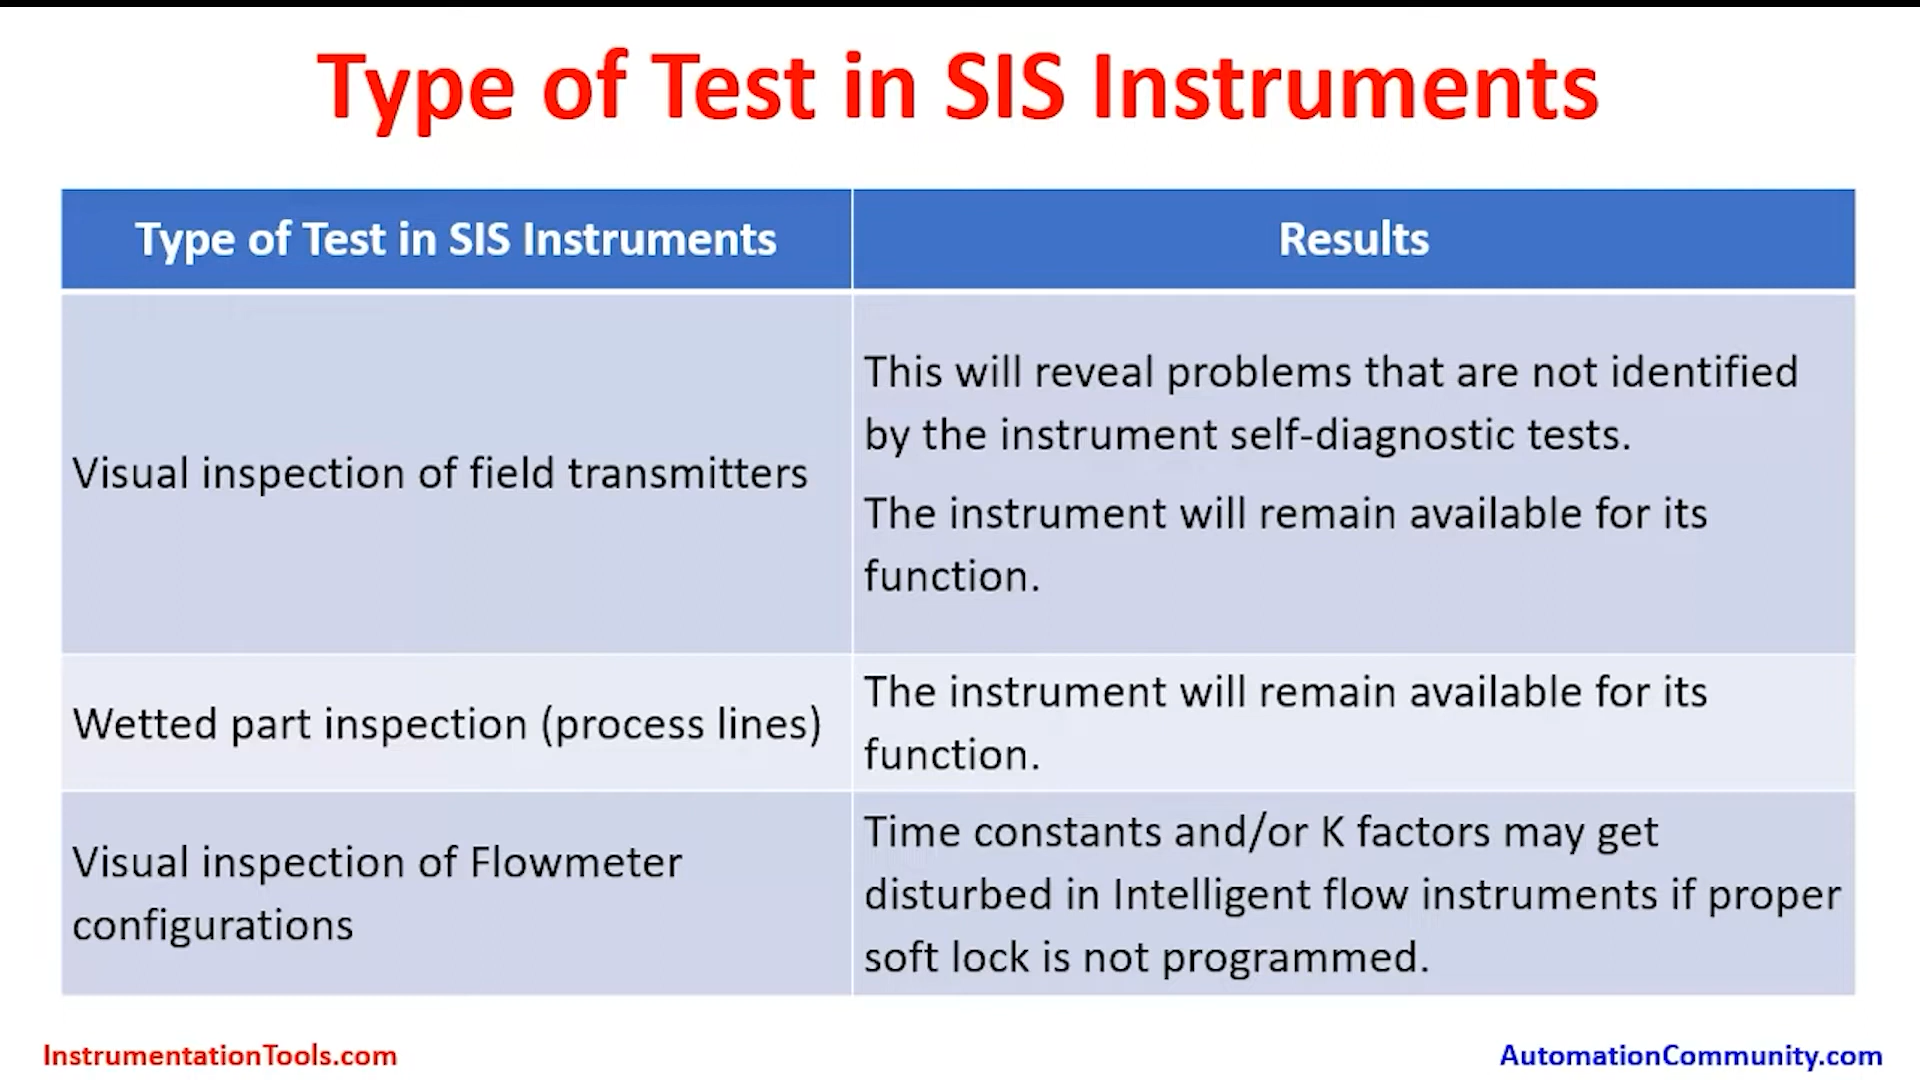 Type of Test in SIS Instruments
Type of Test in SIS Instruments
Results
Visual inspection of field transmitters
This will reveal problems that are not identified
by the instrument self-diagnostic tests.
The instrument will remain available for its
function.
Wetted part inspection (process lines)
The instrument will remain available for its
function.
Visual inspection of Flowmeter
configurations
Time constants and/or K factors may get
disturbed in Intelligent flow instruments if proper
soft lock is not programmed.
InstrumentationTools.com
AutomationCommunity.com